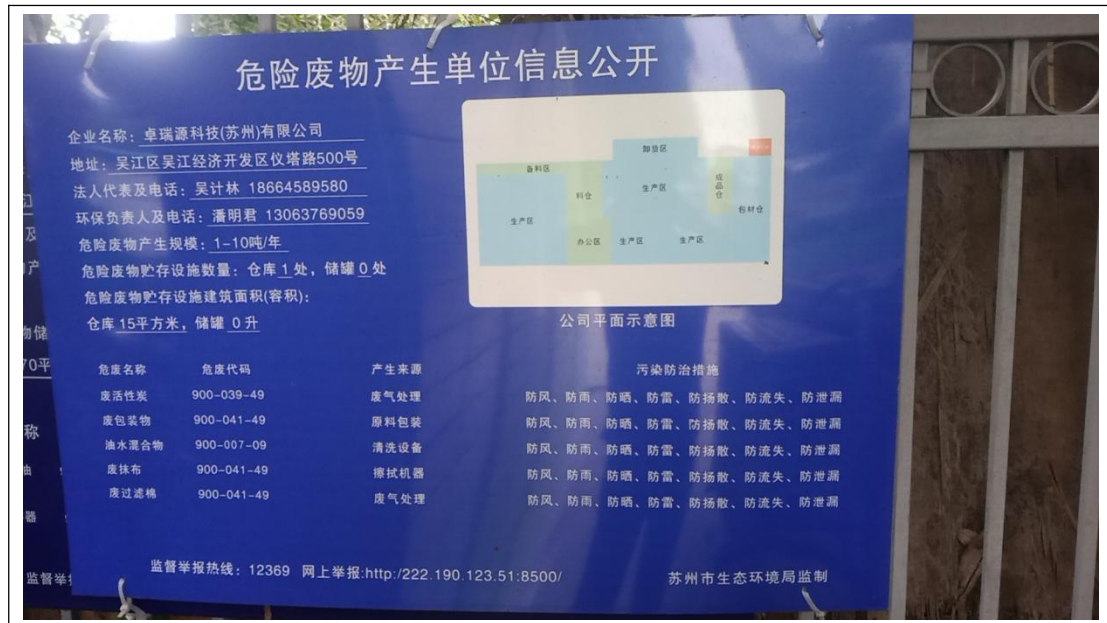 危险废物产生单位信息公开
企业名称：卓瑞源科技(苏州)有限公司
地址：吴江区吴江经济开发区仪塔路500号
法人代表及电话：吴计林 18664589580
环保负责人及电话：潘明君 13063769059
危险废物产生规模：1-10吨/年
危险废物贮存设施数量：仓库1处，储罐0处
危险废物贮存设施建筑面积(容积)：
仓库 15平方米，储罐 0升
卸货区
备料区
料仓
生产区
成品仓
包材仓
生产区
办公区
生产区
生产区
公司平面示意图
危废名称 危废代码 产生来源 污染防治措施
废活性炭 900-039-49 废气处理 防风、防雨、防晒、防雷、防扬散、防流失、防泄漏
废包装物 900-041-49 原料包装 防风、防雨、防晒、防雷、防扬散、防流失、防泄漏
油水混合物 900-007-09 清洗设备 防风、防雨、防晒、防雷、防扬散、防流失、防泄漏
废抹布 900-041-49 擦拭机器 防风、防雨、防晒、防雷、防扬散、防流失、防泄漏
废过滤棉 900-041-49 废气处理 防风、防雨、防晒、防雷、防扬散、防流失、防泄漏
监督举报热线：12369 网上举报:http:/222.190.123.51:8500/ 苏州市生态环境局监制
及
物储
70平
称
油
器
监督举